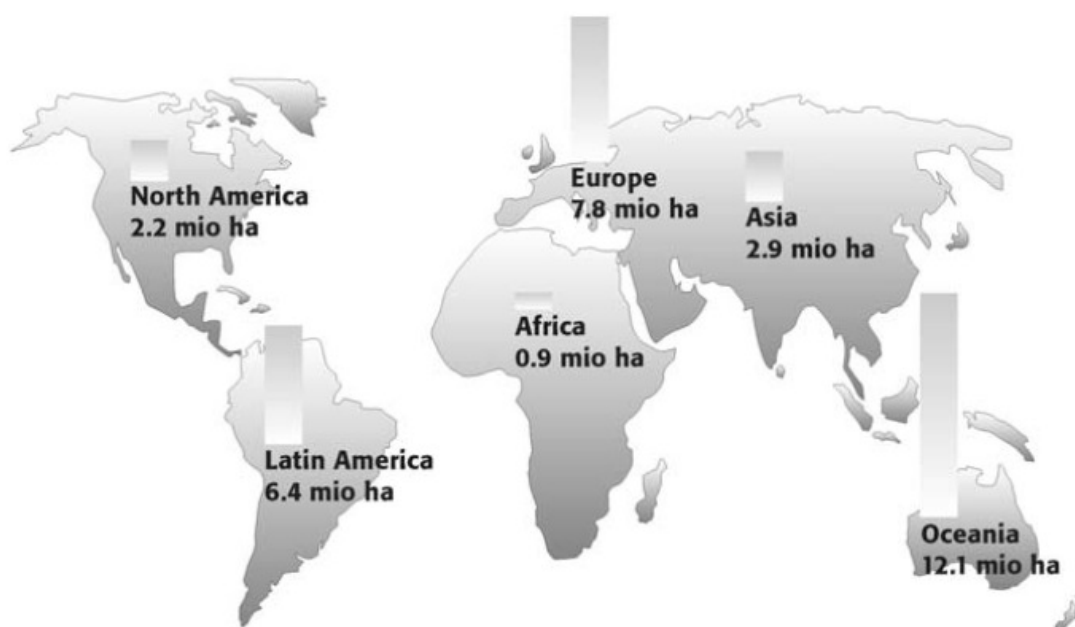 North America
2.2 mio ha
Europe
7.8 mio ha
Asia
2.9 mio ha
Africa
0.9 mio ha
Latin America
6.4 mio ha
Oceania
12.1 mio ha